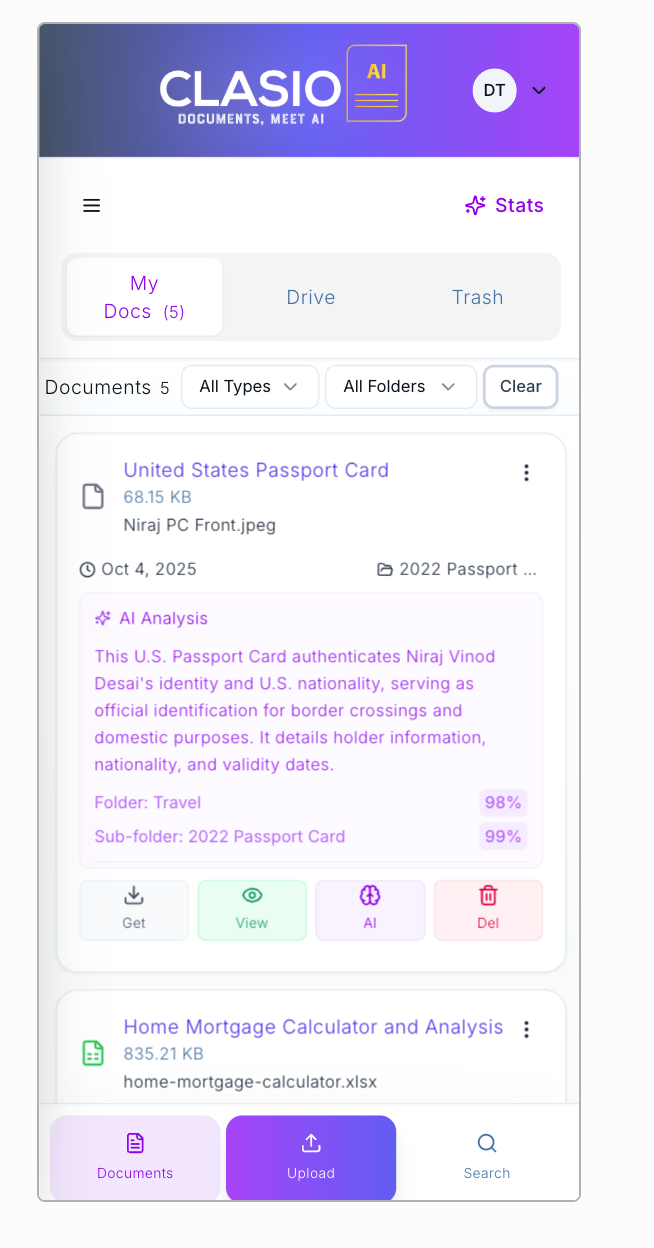 CLASIO
AI
DOCUMENTS, MEET AI
DT
Stats
My
Docs (5)
Drive
Trash
Documents 5
All Types
All Folders
Clear
United States Passport Card
68.15 KB
Niraj PC Front.jpeg
Oct 4, 2025
2022 Passport ...
AI Analysis
This U.S. Passport Card authenticates Niraj Vinod
Desai's identity and U.S. nationality, serving as
official identification for border crossings and
domestic purposes. It details holder information,
nationality, and validity dates.
Folder: Travel 98%
Sub-folder: 2022 Passport Card 99%
Get
View
AI
Del
Home Mortgage Calculator and Analysis
835.21 KB
home-mortgage-calculator.xlsx
Documents
Upload
Search